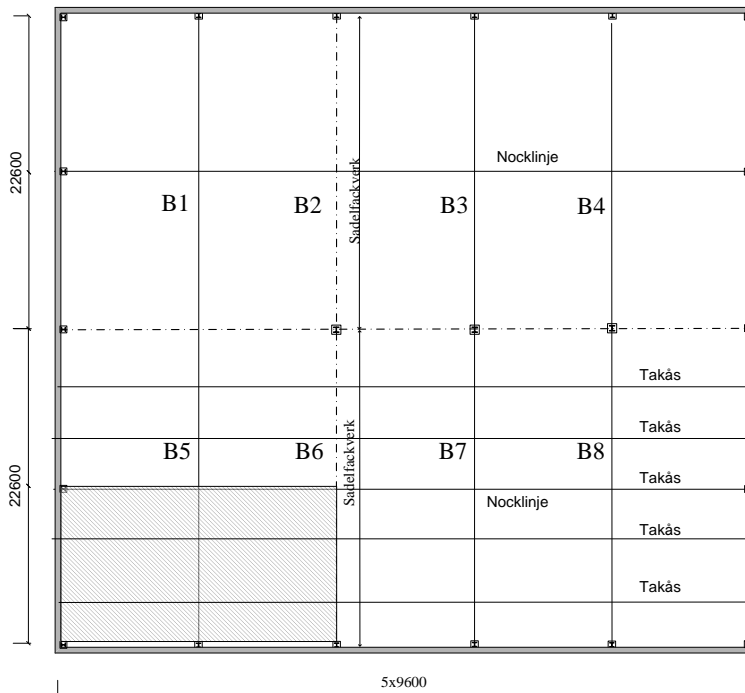 Nocklinje
22600
B1
B2
Sadelfackverk
B3
B4
Takås
Takås
B5
B6
Sadelfackverk
B7
B8
22600
Takås
Nocklinje
Takås
Takås
5x9600